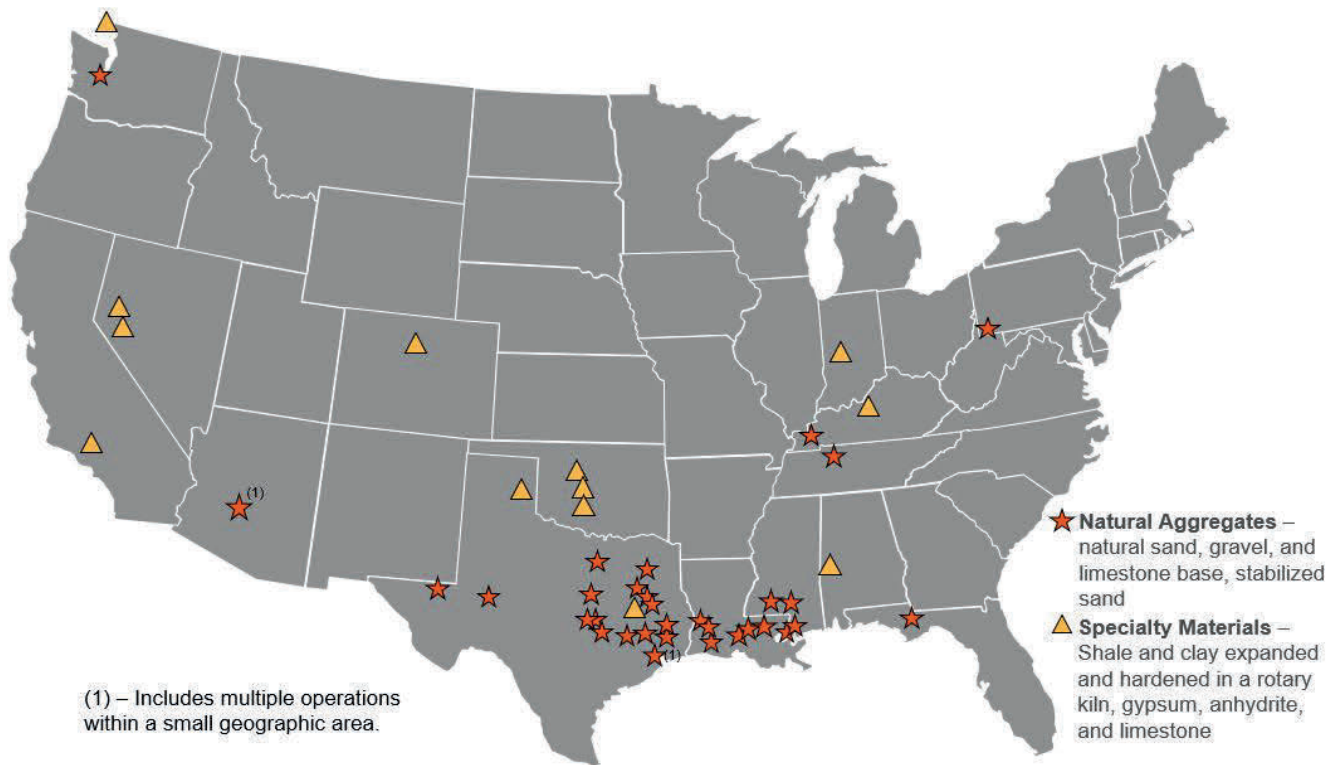 (1)
Natural Aggregates –
natural sand, gravel, and
limestone base, stabilized
sand
Specialty Materials –
Shale and clay expanded
and hardened in a rotary
kiln, gypsum, anhydrite,
and limestone
(1)
(1) – Includes multiple operations
within a small geographic area.